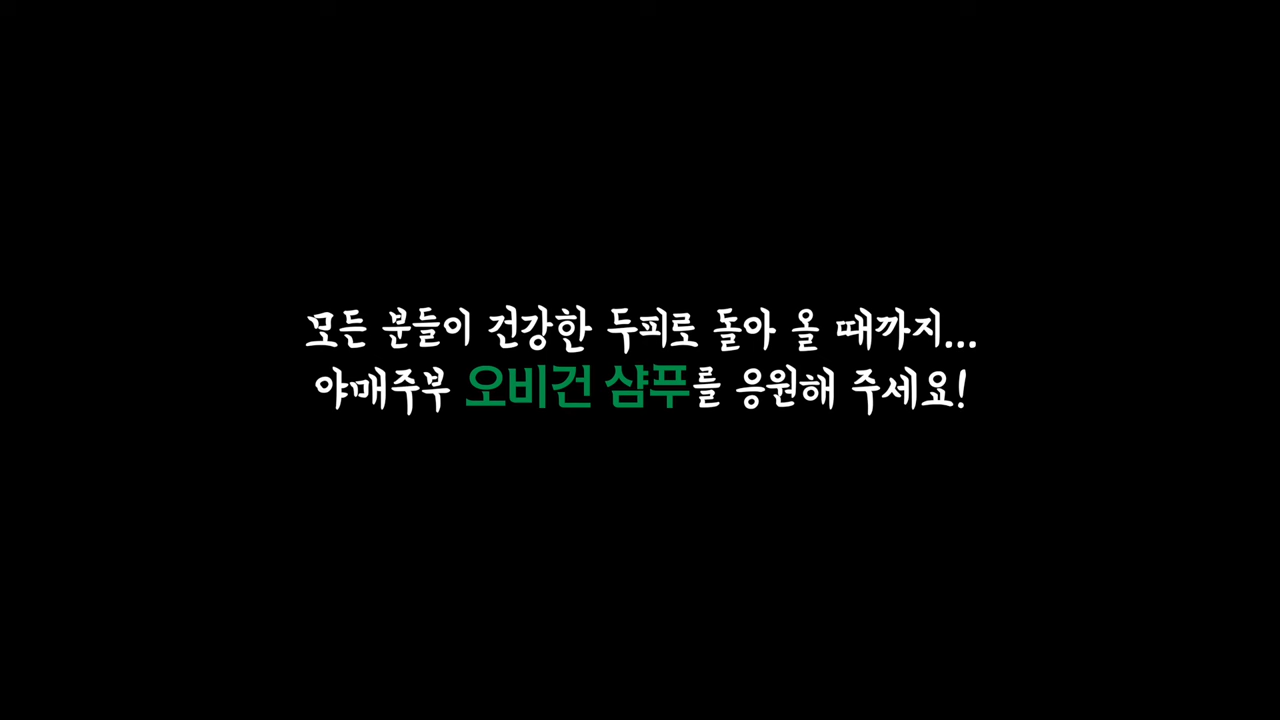 모든 분들이 건강한 두피로 돌아 올 때까지...
야매주부 오비건 샴푸를 응원해 주세요!